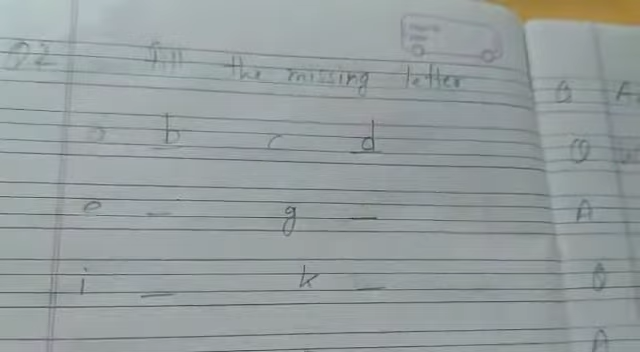 Q2 Fill the missing letter
a b c d
e _ g _
i _ k _
Q
Q
A
Q
A